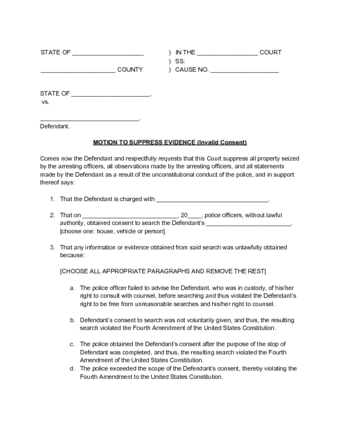 STATE OF ______________________ ) IN THE ___________________ COURT
) SS:
_______________________ COUNTY ) CAUSE NO. _____________________
STATE OF ________________________,
vs.
______________________________,
Defendant.
MOTION TO SUPPRESS EVIDENCE (Invalid Consent)
Comes now the Defendant and respectfully requests that this Court suppress all property seized
by the arresting officers, all observations made by the arresting officers, and all statements
made by the Defendant as a result of the unconstitutional conduct of the police, and in support
thereof says:
1. That the Defendant is charged with ___________________________________.
2. That on ______________________________, 20____, police officers, without lawful
authority, obtained consent to search the Defendant's __________________________.
[choose one: house, vehicle or person].
3. That any information or evidence obtained from said search was unlawfully obtained
because:
[CHOOSE ALL APPROPRIATE PARAGRAPHS AND REMOVE THE REST]
a. The police officer failed to advise the Defendant, who was in custody, of his/her
right to consult with counsel, before searching and thus violated the Defendant's
right to be free from unreasonable searches and his/her right to counsel.
b. Defendant's consent to search was not voluntarily given, and thus, the resulting
search violated the Fourth Amendment of the United States Constitution.
c. The police obtained the Defendant's consent after the purpose of the stop of
Defendant was completed, and thus, the resulting search violated the Fourth
Amendment of the United States Constitution.
d. The police exceeded the scope of the Defendant's consent, thereby violating the
Fourth Amendment to the United States Constitution.